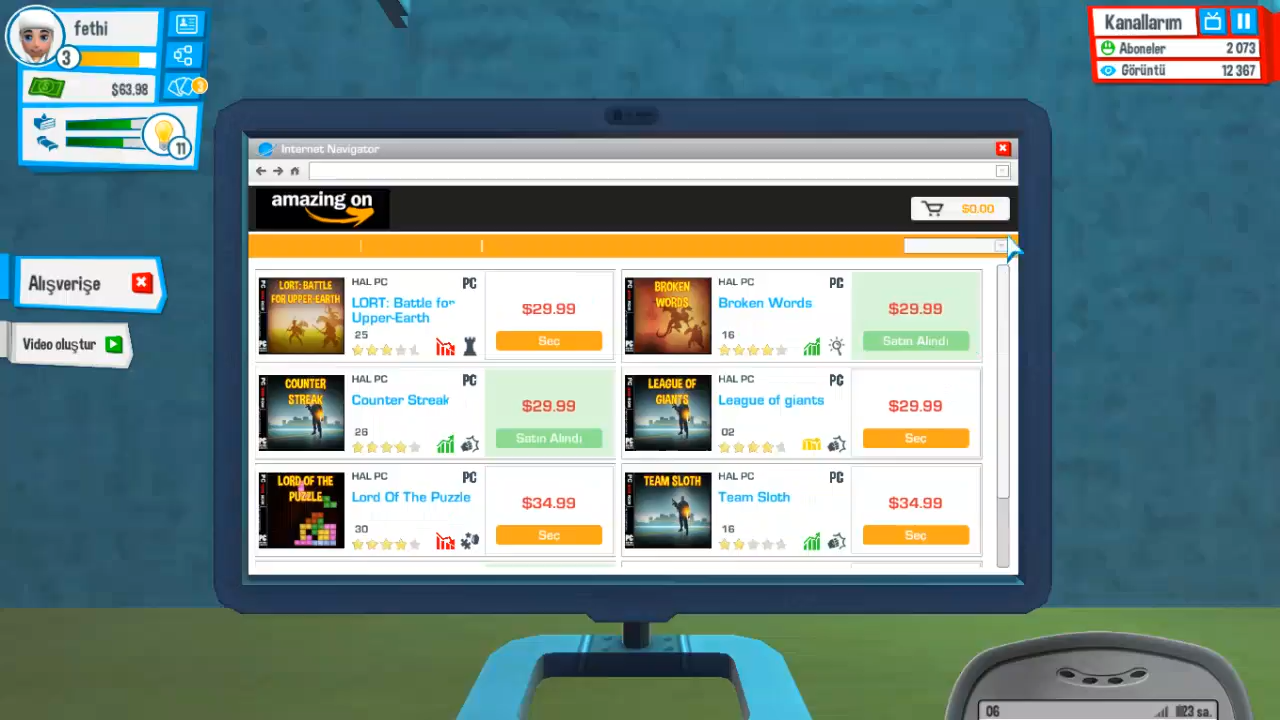 fethi
3
$63.98
11
Kanallarım
Aboneler 2 073
Görüntü 12 367
Alışverişe
Video oluştur
Internet Navigator
amazing on
$0.00
LORT: BATTLE
FOR UPPER-EARTH
HAL PC
PC
LORT: Battle for
Upper-Earth
25
$29.99
Seç
BROKEN
WORDS
HAL PC
PC
Broken Words
16
$29.99
Satın Alındı
COUNTER
STREAK
HAL PC
PC
Counter Streak
26
$29.99
Satın Alındı
LEAGUE OF
GIANTS
HAL PC
PC
League of giants
02
$29.99
Seç
LORD OF THE
PUZZLE
HAL PC
PC
Lord Of The Puzzle
30
$34.99
Seç
TEAM SLOTH
HAL PC
PC
Team Sloth
16
$34.99
Seç
06
23 sa.